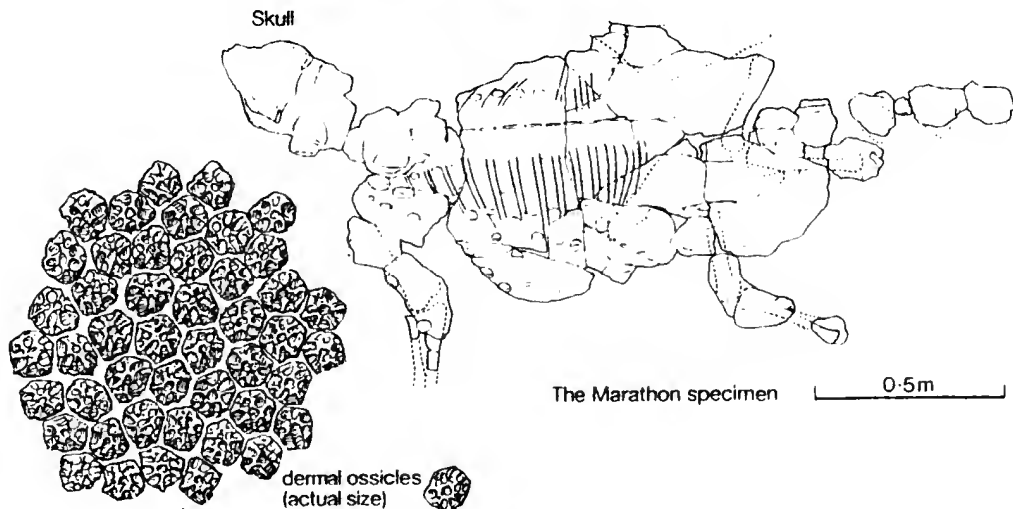 Skull
The Marathon specimen
0·5m
dermal ossicles
(actual size)